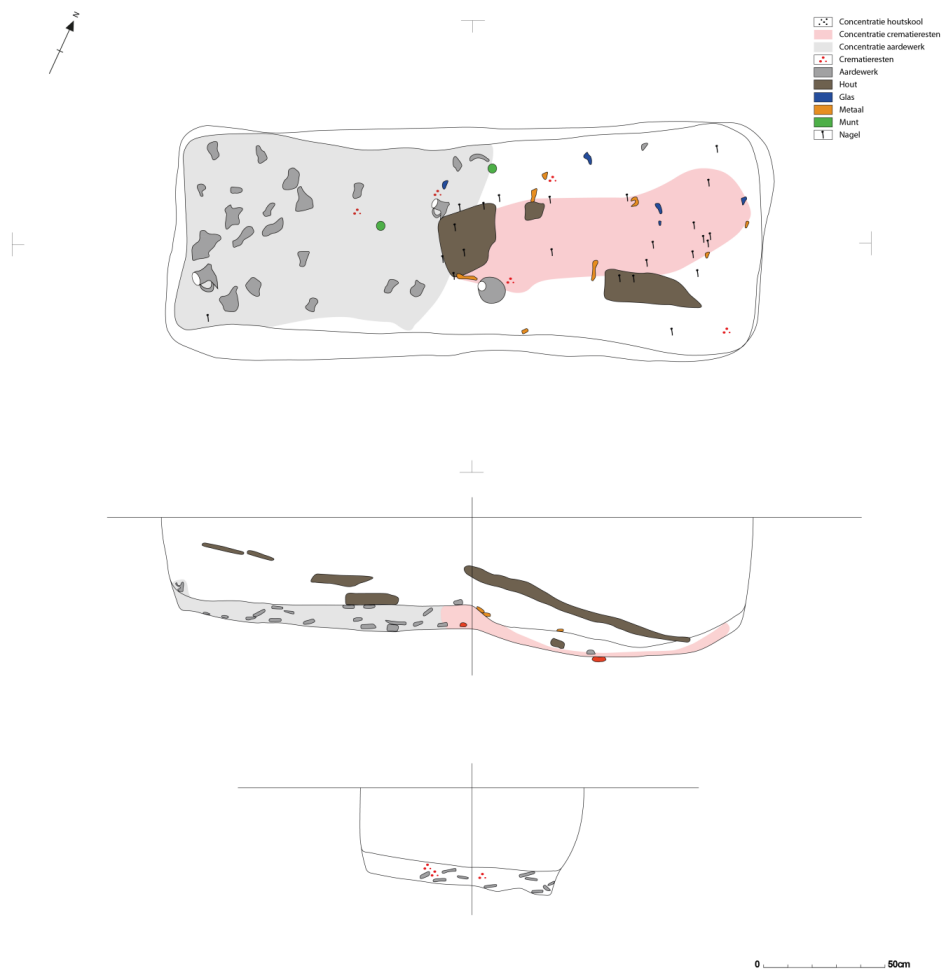 N
Concentratie houtskool
Concentratie crematieresten
Concentratie aardewerk
Crematieresten
Aardewerk
Hout
Glas
Metaal
Munt
Nagel
0 50cm